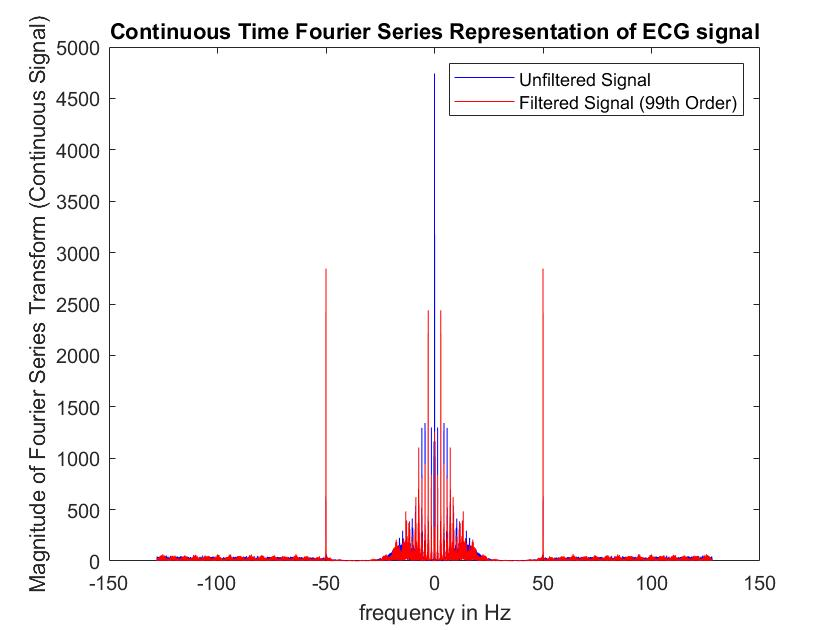 Continuous Time Fourier Series Representation of ECG signal
Magnitude of Fourier Series Transform (Continuous Signal)
5000
4500
4000
3500
3000
2500
2000
1500
1000
500
0
Unfiltered Signal
Filtered Signal (99th Order)
-150 -100 -50 0 50 100 150
frequency in Hz